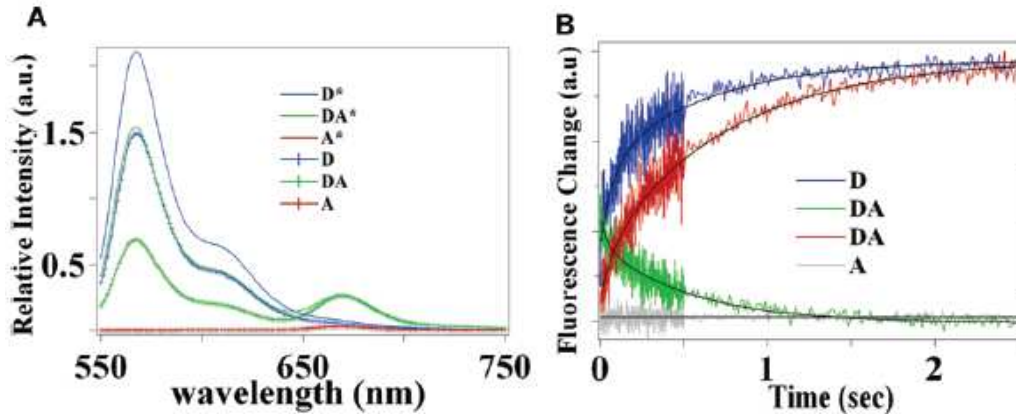 A
Relative Intensity (a.u.)
1.5
0.5
D*
DA*
A*
D
DA
A
550
650
750
wavelength (nm)
B
Fluorescence Change (a.u)
D
DA
DA
A
0
1
2
Time (sec)